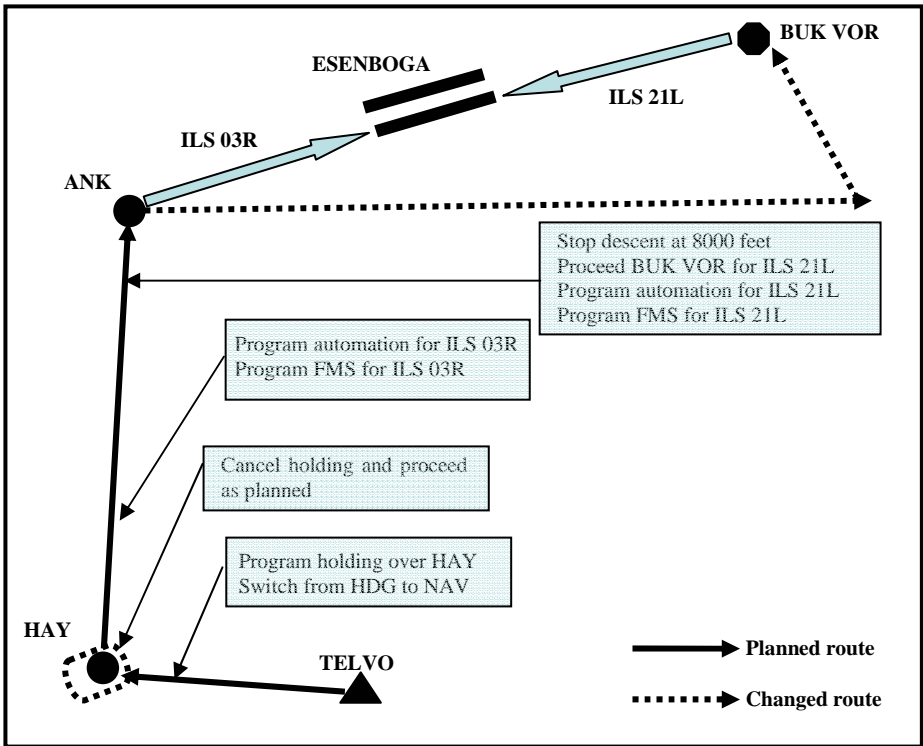 BUK VOR
ESENBOGA
ILS 21L
ILS 03R
ANK
Stop descent at 8000 feet
Proceed BUK VOR for ILS 21L
Program automation for ILS 21L
Program FMS for ILS 21L
Program automation for ILS 03R
Program FMS for ILS 03R
Cancel holding and proceed
as planned
Program holding over HAY
Switch from HDG to NAV
HAY
TELVO
Planned route
Changed route